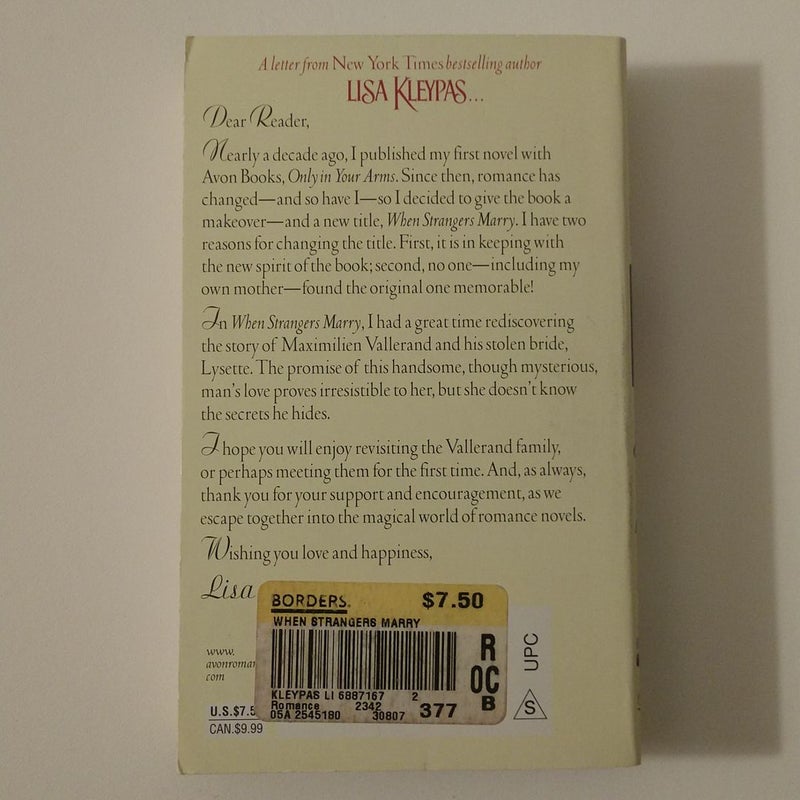 A letter from New York Times bestselling author
LISA KLEYPAS...
Dear Reader,
Nearly a decade ago, I published my first novel with
Avon Books, Only in Your Arms. Since then, romance has
changed—and so have I—so I decided to give the book a
makeover—and a new title, When Strangers Marry. I have two
reasons for changing the title. First, it is in keeping with
the new spirit of the book; second, no one—including my
own mother—found the original one memorable!
In When Strangers Marry, I had a great time rediscovering
the story of Maximilien Vallerand and his stolen bride,
Lysette. The promise of this handsome, though mysterious,
man's love proves irresistible to her, but she doesn't know
the secrets he hides.
I hope you will enjoy revisiting the Vallerand family,
or perhaps meeting them for the first time. And, as always,
thank you for your support and encouragement, as we
escape together into the magical world of romance novels.
Wishing you love and happiness,
Lisa
BORDERS. $7.50
WHEN STRANGERS MARRY
R
OC
B
KLEYPAS LI 6887167 2
Romance 2342
05A 2545180 30807 377
UPC
S
www.
avonromar
com
U.S.$7.5
CAN.$9.99